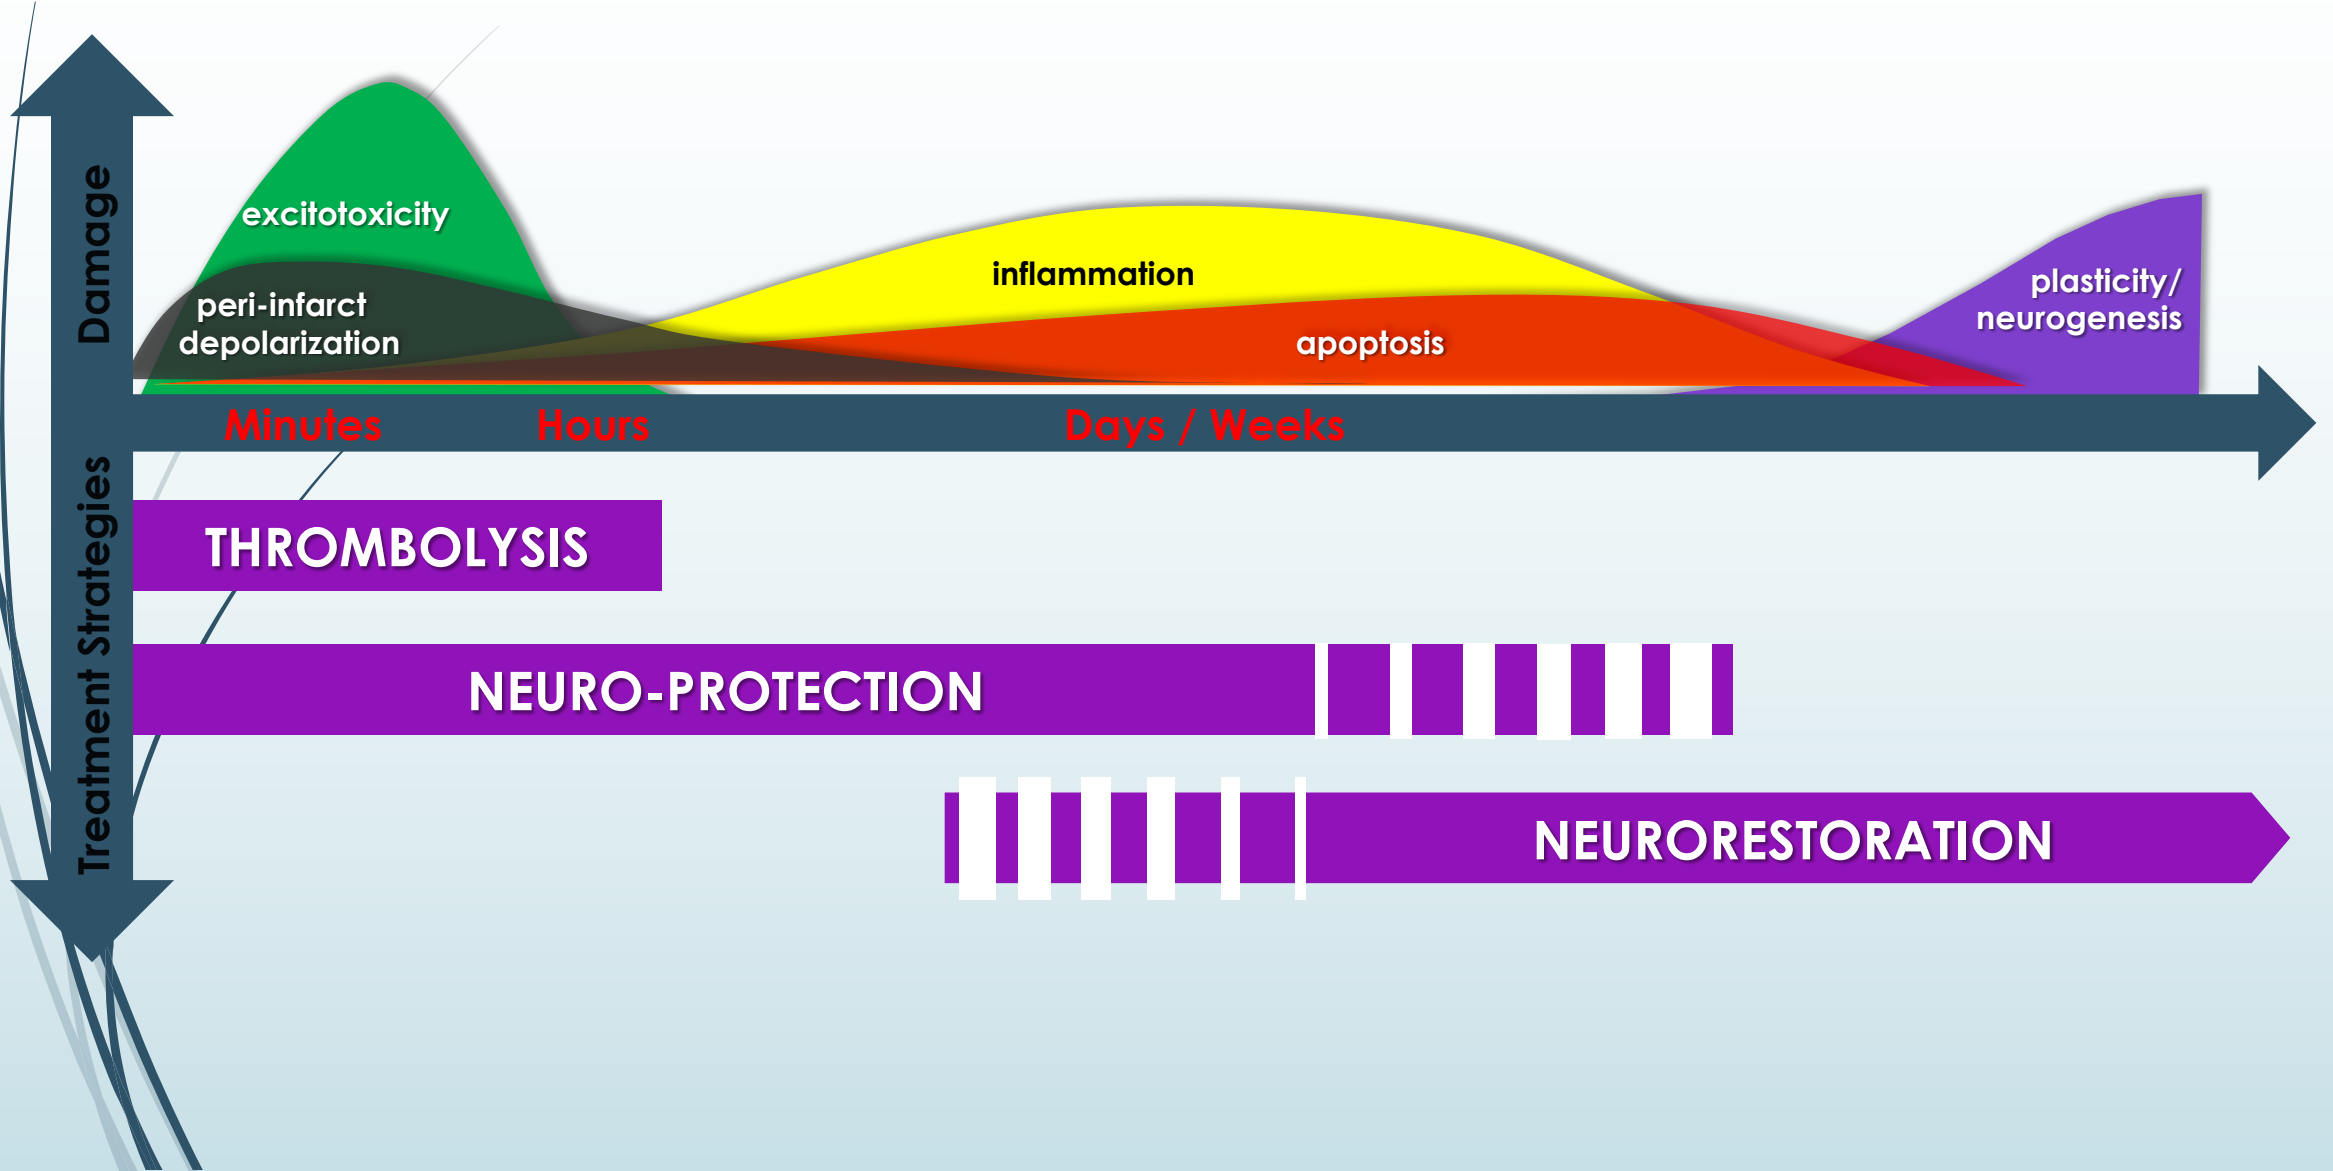 Damage
excitotoxicity
peri-infarct
depolarization
inflammation
apoptosis
plasticity/
neurogenesis
Minutes
Hours
Days / Weeks
Treatment Strategies
THROMBOLYSIS
NEURO-PROTECTION
NEURORESTORATION